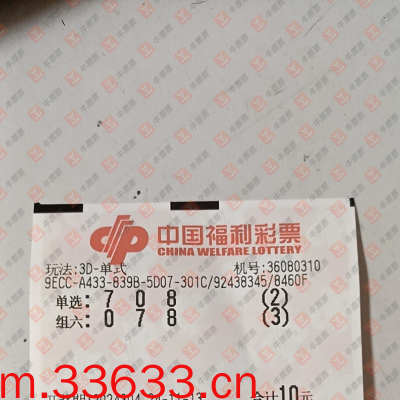 中国福利彩票
CHINA WELFARE LOTTERY
玩法:3D-单式 机号:36080310
9ECC-A433-839B-5D07-301C/92438345/8460F
单选: 7 0 8 (2)
组六: 0 7 8 (3)
合计10元
m.33633.cn